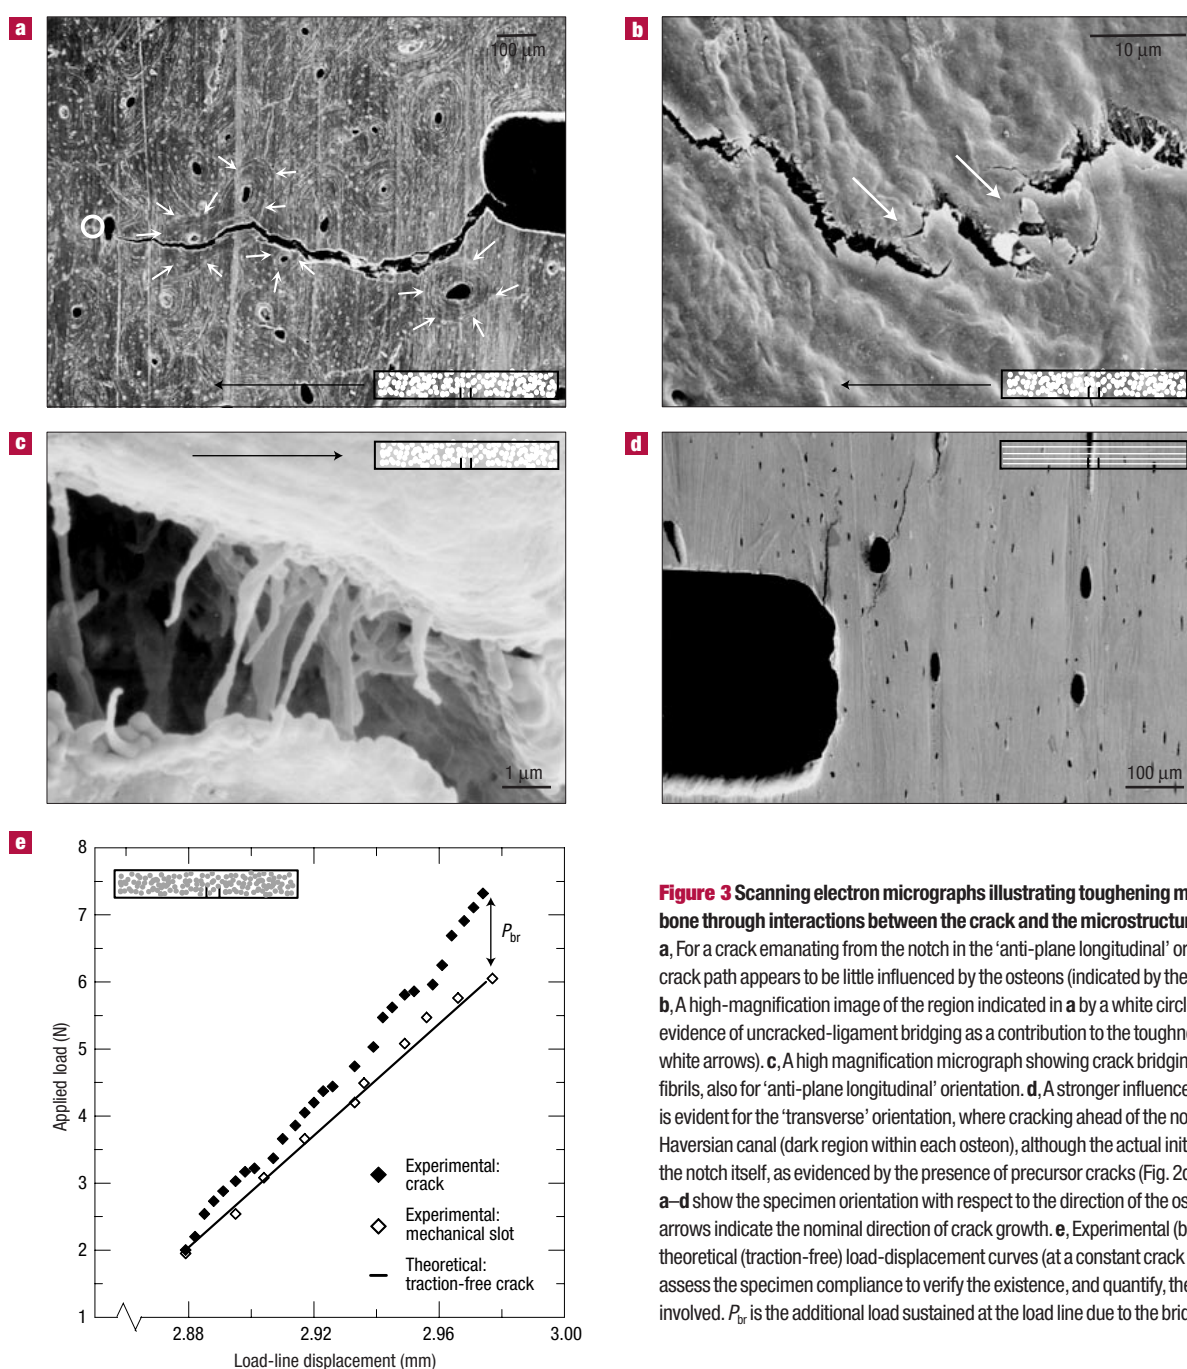 a
100 μm
b
10 μm
c
1 μm
d
100 μm
e
8
7
6
5
4
3
2
1
Applied load (N)
P_br
Experimental:
crack
Experimental:
mechanical slot
Theoretical:
traction-free crack
2.88
2.92
2.96
3.00
Load-line displacement (mm)
Figure 3 Scanning electron micrographs illustrating toughening m
bone through interactions between the crack and the microstructu
a, For a crack emanating from the notch in the ‘anti-plane longitudinal’ or
crack path appears to be little influenced by the osteons (indicated by the
b, A high-magnification image of the region indicated in a by a white circl
evidence of uncracked-ligament bridging as a contribution to the toughn
white arrows). c, A high magnification micrograph showing crack bridgin
fibrils, also for ‘anti-plane longitudinal’ orientation. d, A stronger influence
is evident for the ‘transverse’ orientation, where cracking ahead of the no
Haversian canal (dark region within each osteon), although the actual init
the notch itself, as evidenced by the presence of precursor cracks (Fig. 2c
a–d show the specimen orientation with respect to the direction of the os
arrows indicate the nominal direction of crack growth. e, Experimental (b
theoretical (traction-free) load-displacement curves (at a constant crack
assess the specimen compliance to verify the existence, and quantify, the
involved. P_br is the additional load sustained at the load line due to the brid